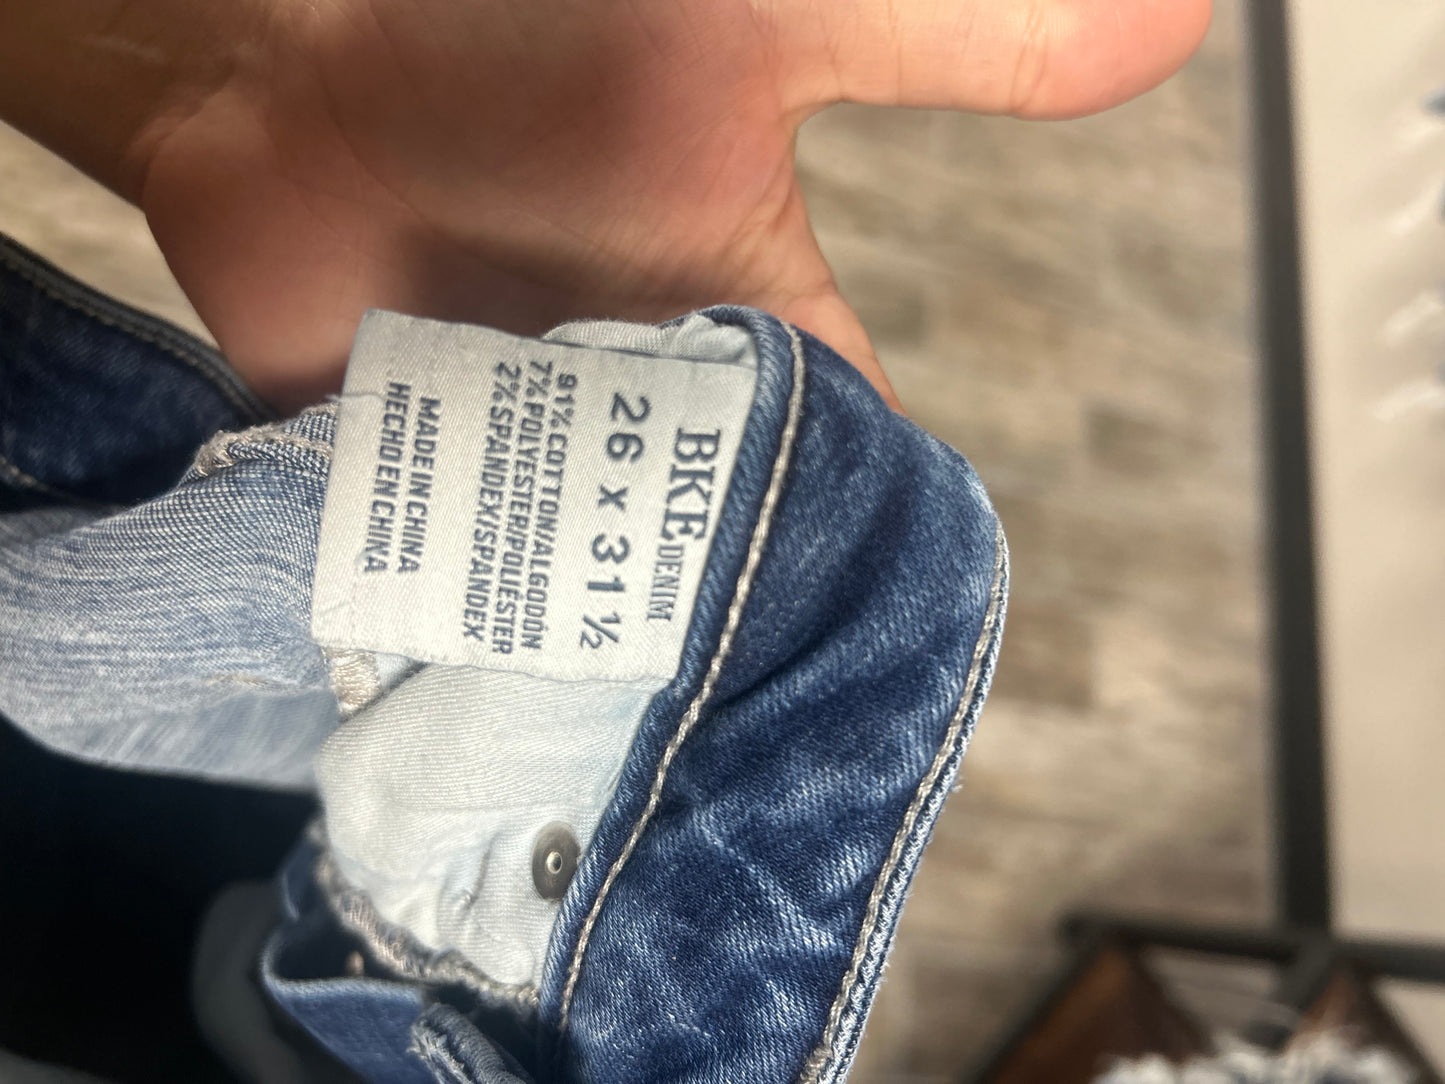 BKE DENIM
26 x 31 ½
91% COTTON/ALGODÓN
7% POLYESTER/POLIÉSTER
2% SPANDEX/SPANDEX
MADE IN CHINA
HECHO EN CHINA